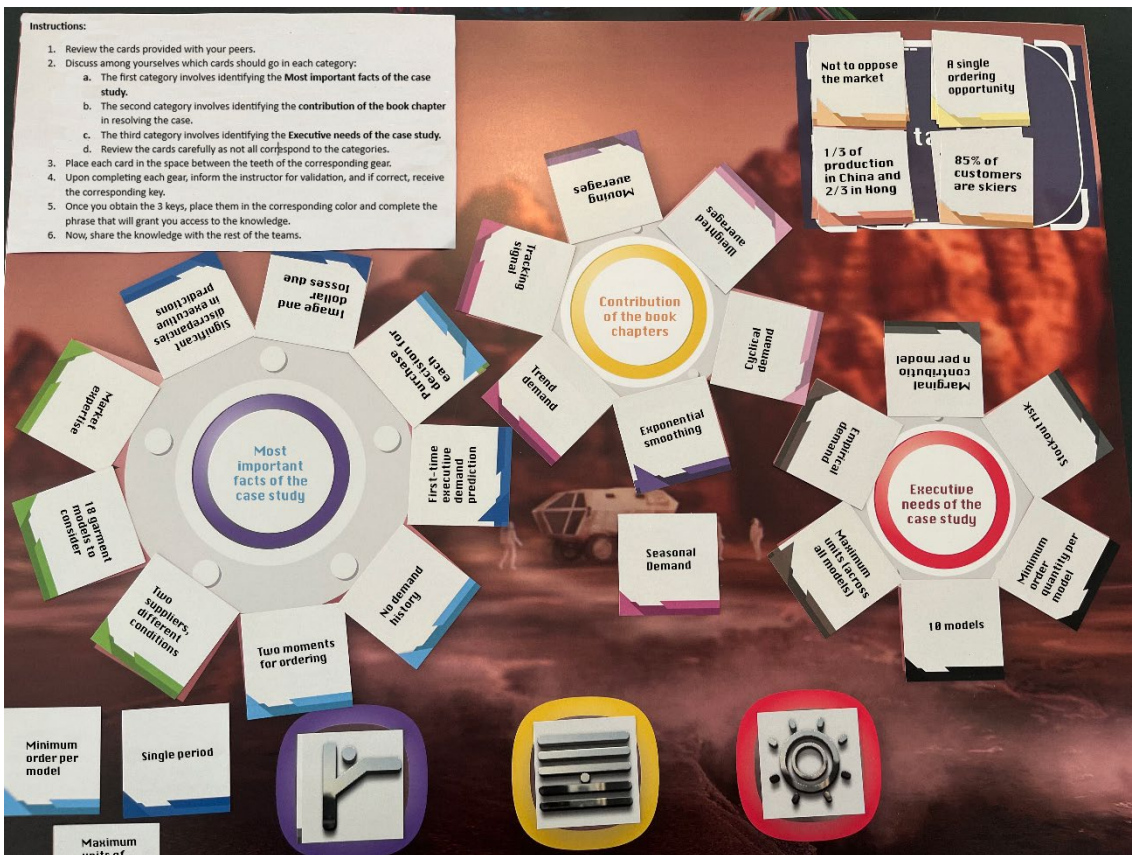 Instructions:
1. Review the cards provided with your peers.
2. Discuss among yourselves which cards should go in each category:
a. The first category involves identifying the Most important facts of the case
study.
b. The second category involves identifying the contribution of the book chapter
in resolving the case.
c. The third category involves identifying the Executive needs of the case study.
d. Review the cards carefully as not all correspond to the categories.
3. Place each card in the space between the teeth of the corresponding gear.
4. Upon completing each gear, inform the instructor for validation, and if correct, receive
the corresponding key.
5. Once you obtain the 3 keys, place them in the corresponding color and complete the
phrase that will grant you access to the knowledge.
6. Now, share the knowledge with the rest of the teams.
Not to oppose
the market
A single
ordering
opportunity
1/3 of
production
in China and
2/3 in Hong
85% of
customers
are skiers
ta
Moving
averages
Weighted
averages
Tracking
signal
Cyclical
demand
Trend
demand
Exponential
smoothing
Contribution
of the book
chapters
Significant
discrepancies
in executive
predictions
Image and
dollar
losses due
Purchase
decision for
each
Market
expertise
First-time
executive
demand
prediction
18 garment
models to
consider
No demand
history
Two
suppliers,
different
conditions
Two moments
for ordering
Most
important
facts of the
case study
Marginal
contributio
n per model
Empirical
demand
Stockout risk
Maximum
units (across
all models)
Minimum
order
quantity per
model
10 models
Executive
needs of the
case study
Seasonal
Demand
Minimum
order per
model
Single period
Maximum
units of